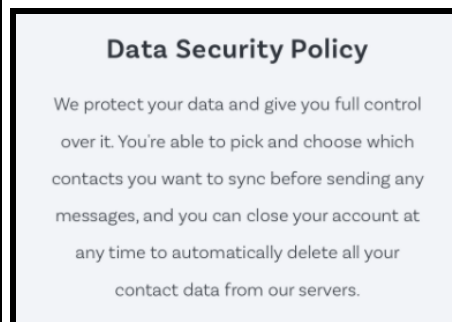 Data Security Policy
We protect your data and give you full control
over it. You're able to pick and choose which
contacts you want to sync before sending any
messages, and you can close your account at
any time to automatically delete all your
contact data from our servers.